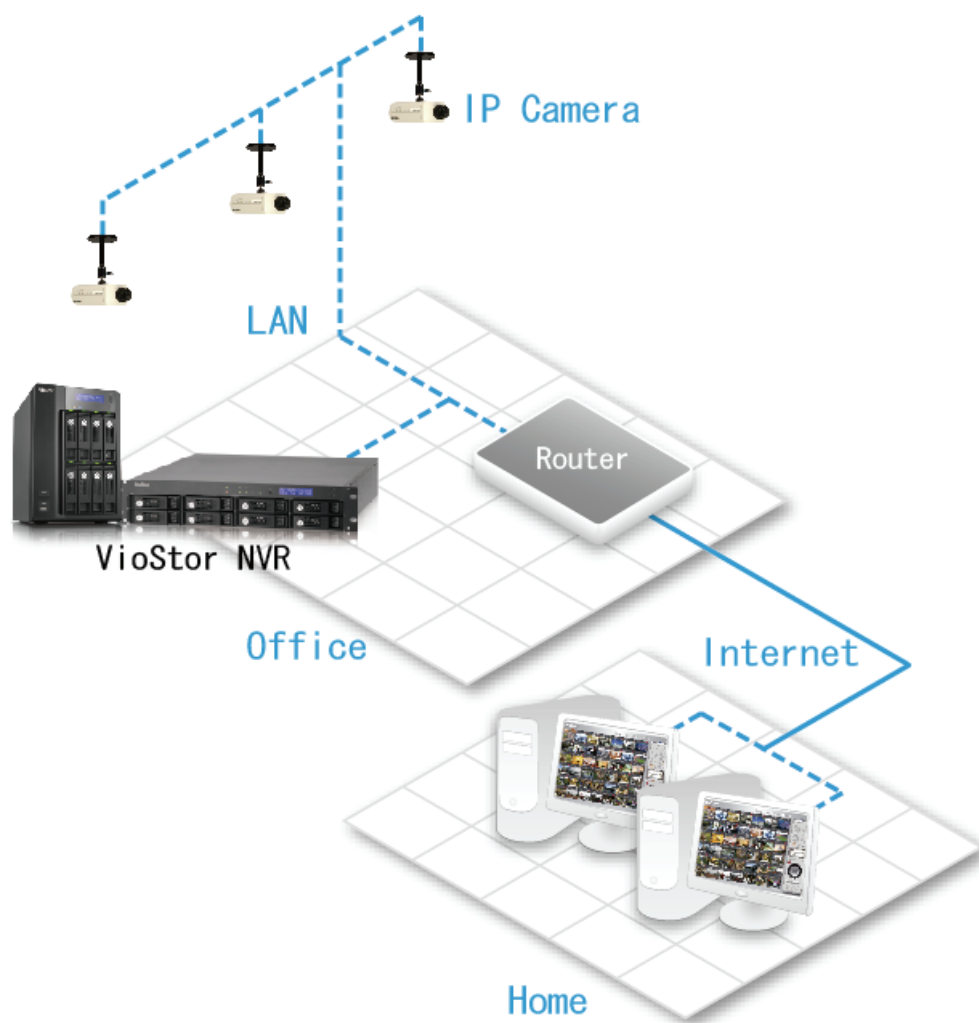 IP Camera
LAN
Router
VioStor NVR
Office
Internet
Home